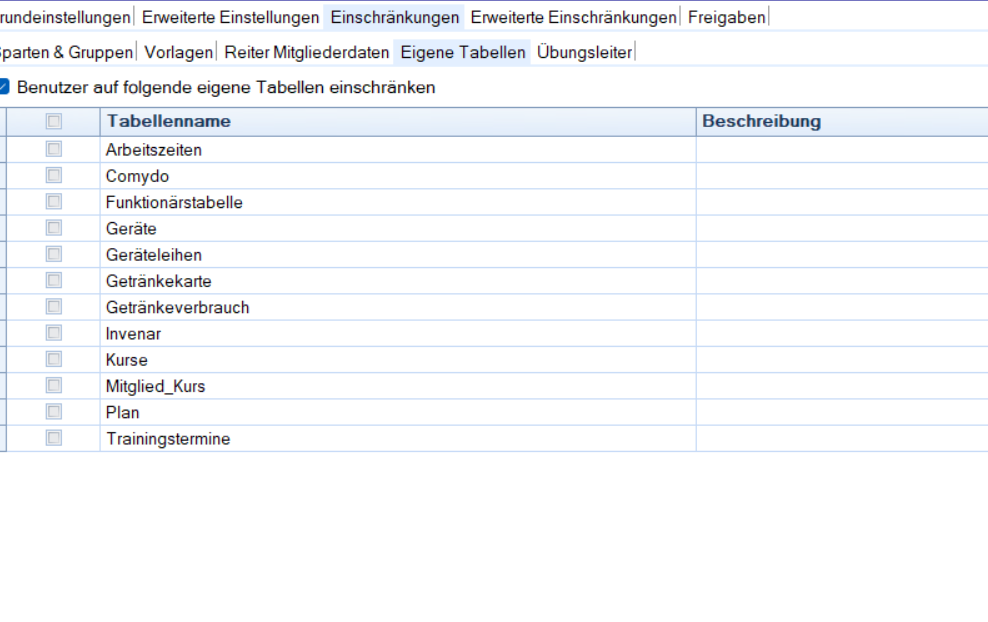 rundeinstellungen Erweiterte Einstellungen Einschränkungen Erweiterte Einschränkungen Freigaben
Sparten & Gruppen Vorlagen Reiter Mitgliederdaten Eigene Tabellen Übungsleiter
Benutzer auf folgende eigene Tabellen einschränken
Tabellenname Beschreibung
Arbeitszeiten
Comydo
Funktionärstabelle
Geräte
Geräteleihen
Getränkekarte
Getränkeverbrauch
Invenar
Kurse
Mitglied_Kurs
Plan
Trainingstermine